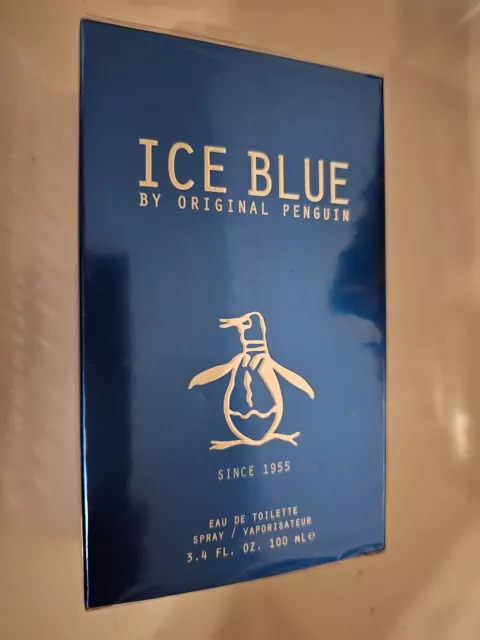 ICE BLUE
BY ORIGINAL PENGUIN
SINCE 1955
EAU DE TOILETTE
SPRAY / VAPORISATEUR
3.4 FL. OZ. 100 mL℮